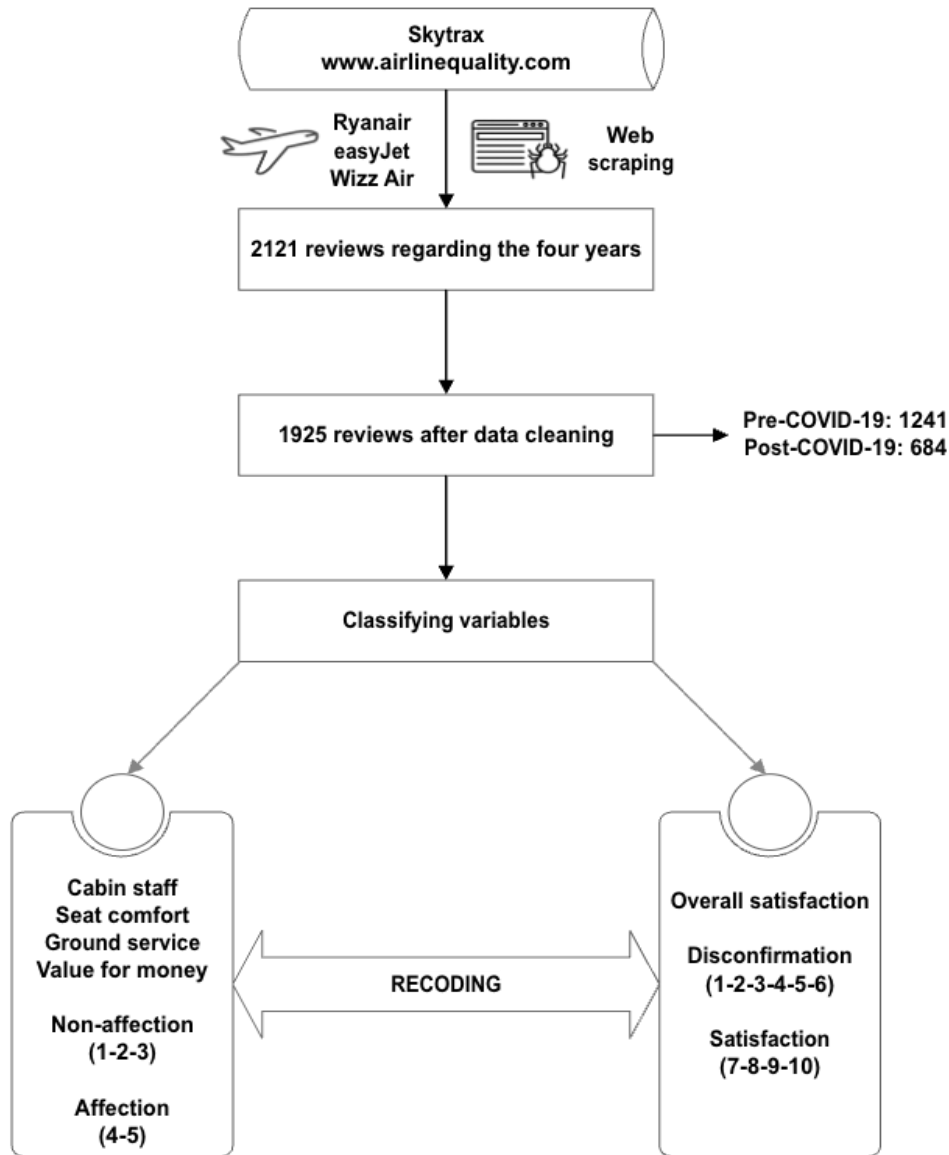 Skytrax
www.airlinequality.com
Ryanair
easyJet
Wizz Air
Web
scraping
2121 reviews regarding the four years
1925 reviews after data cleaning
Pre-COVID-19: 1241
Post-COVID-19: 684
Classifying variables
Cabin staff
Seat comfort
Ground service
Value for money
Non-affection
(1-2-3)
Affection
(4-5)
RECODING
Overall satisfaction
Disconfirmation
(1-2-3-4-5-6)
Satisfaction
(7-8-9-10)